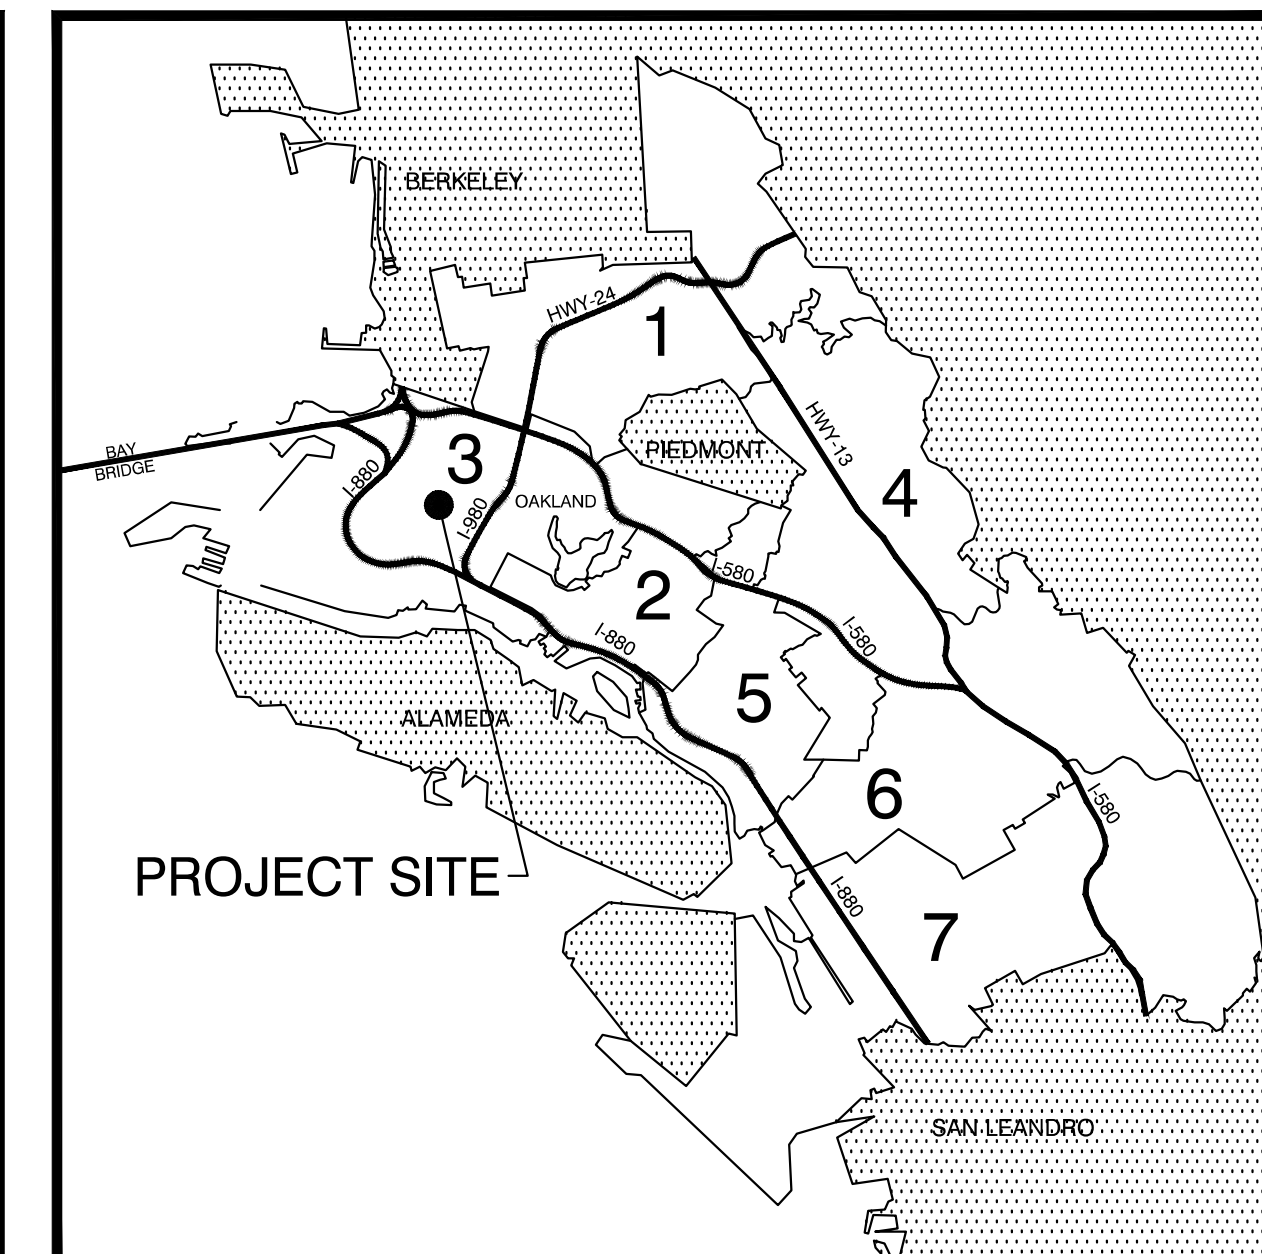 BERKELEY
HWY-24
1
BAY
BRIDGE
3
PIEDMONT
HWY-13
I-880
I-980
OAKLAND
4
I-580
2
I-880
I-580
5
ALAMEDA
6
I-580
PROJECT SITE
I-880
7
SAN LEANDRO